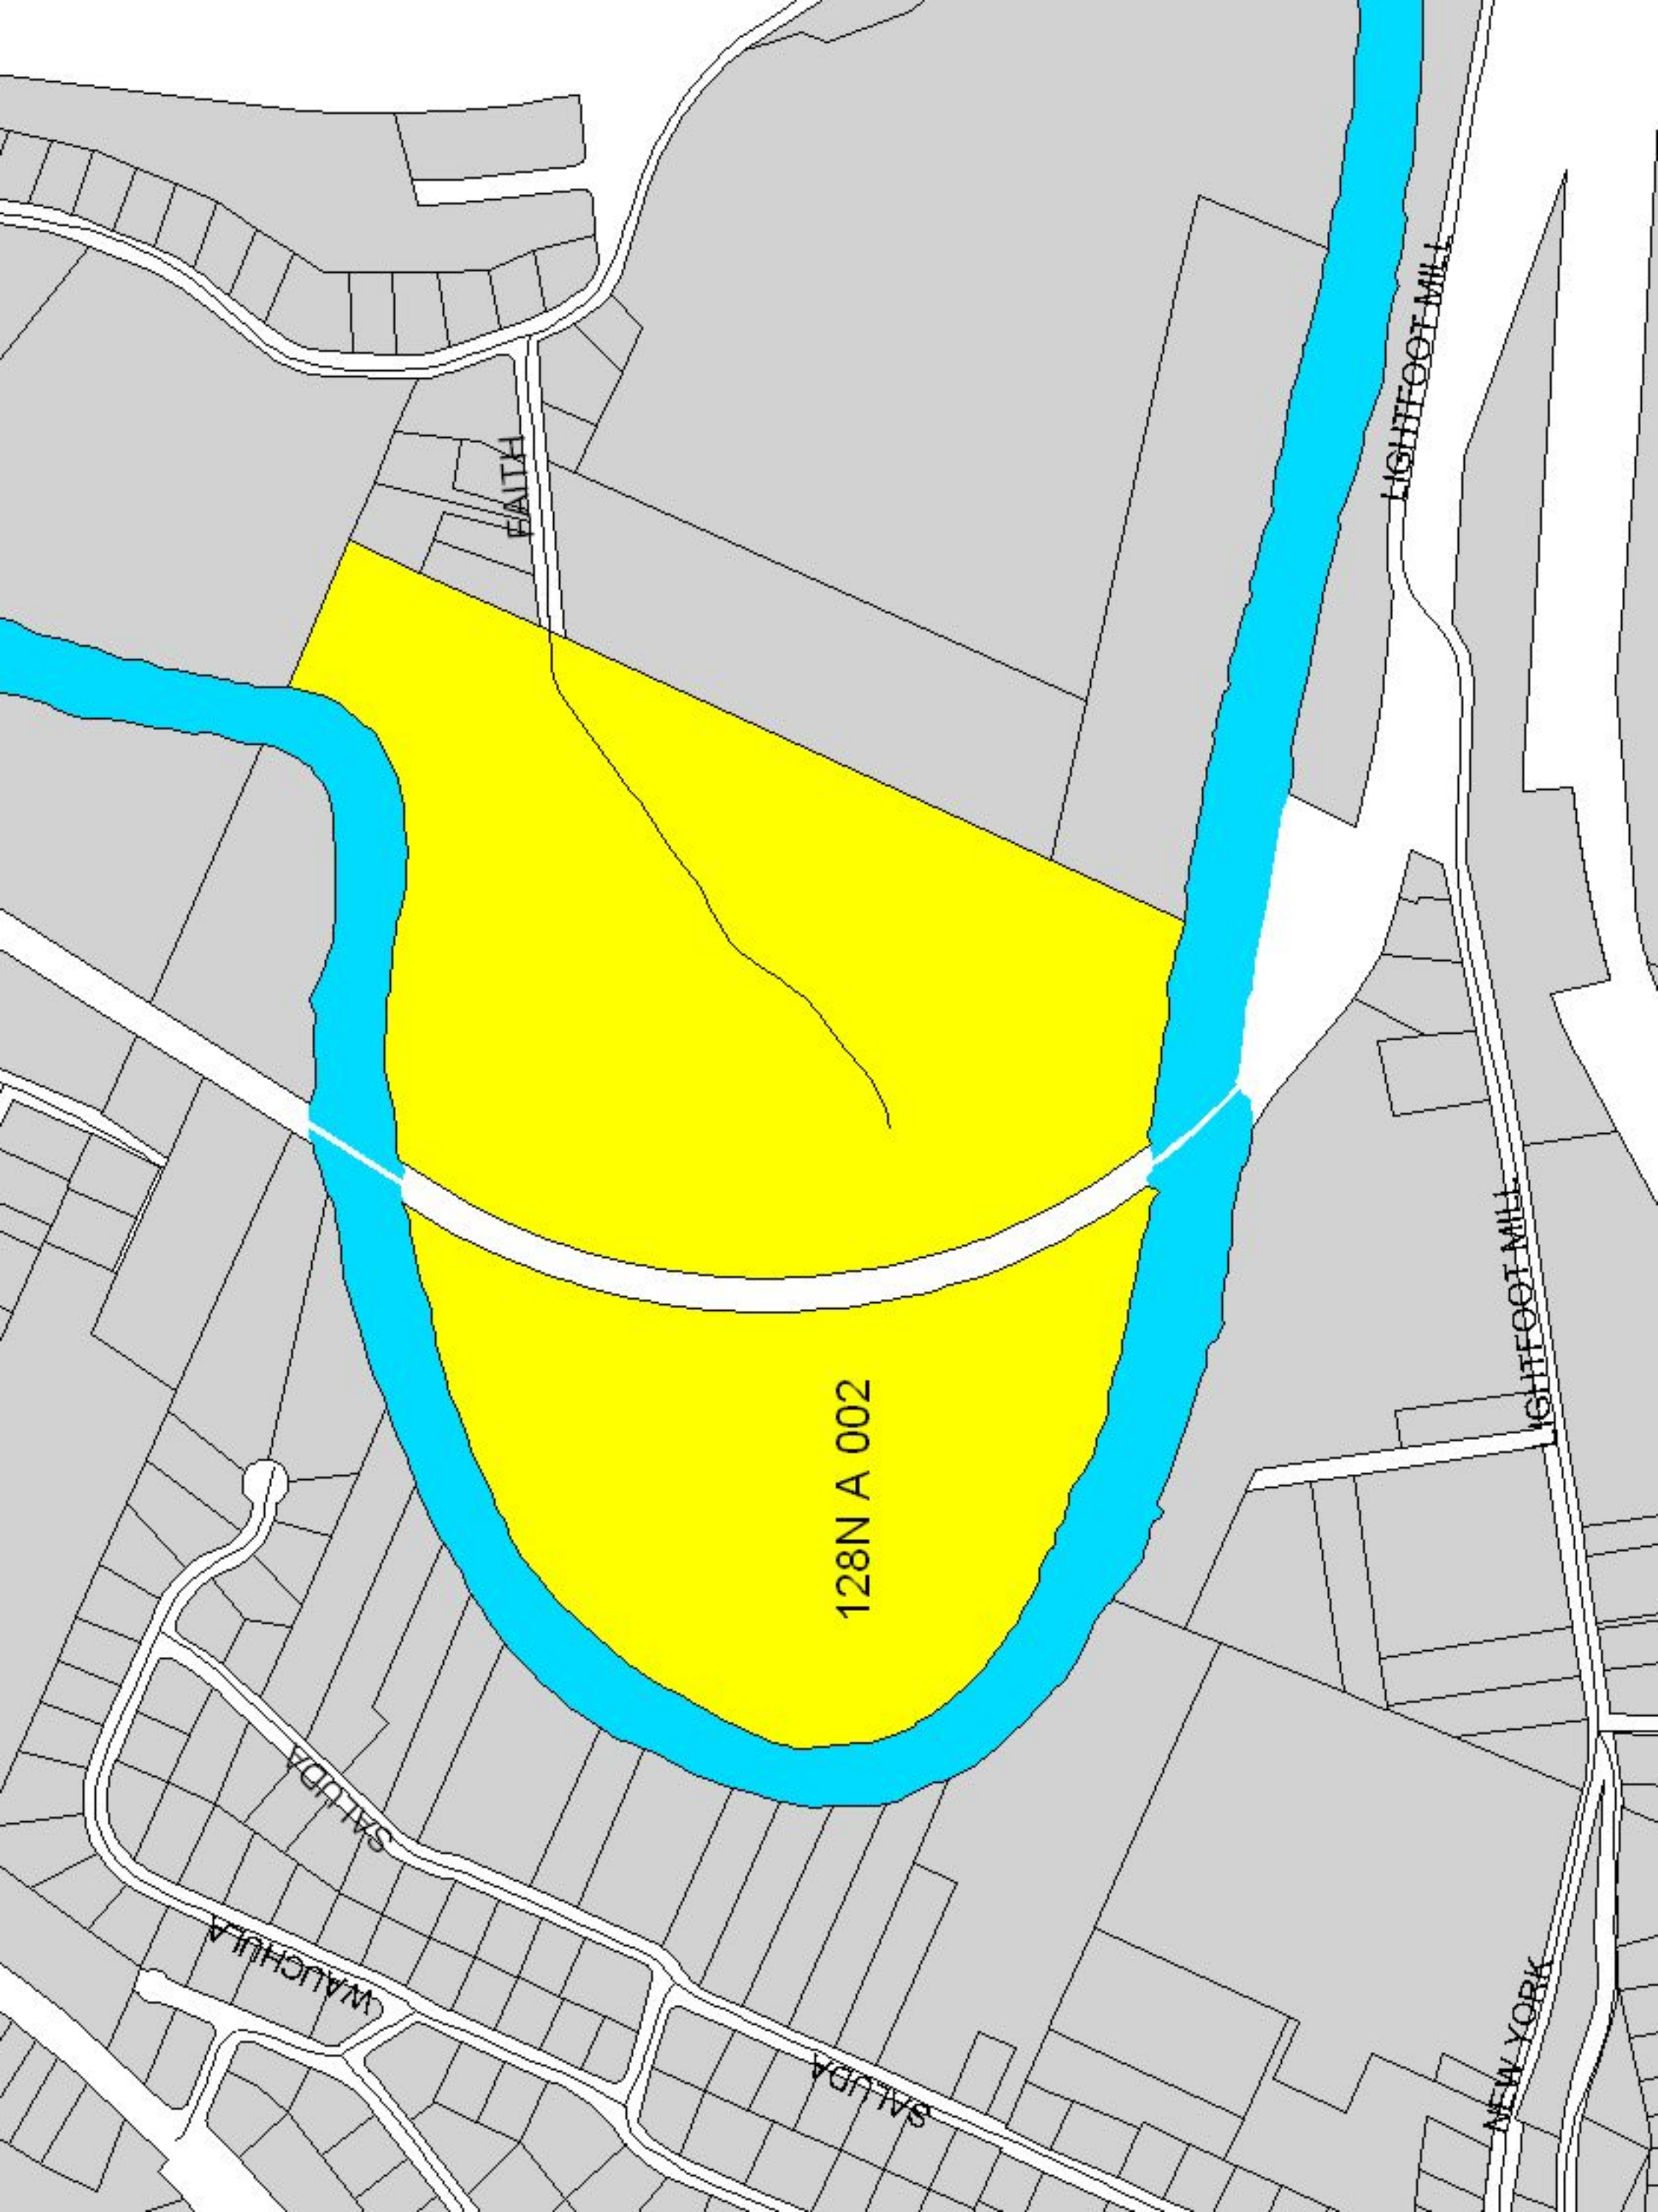 LIGHTFOOT MILL
FAITH
LIGHTFOOT MILL
128N A 002
SALUDA
WAUCHULA
NEW YORK
SALUDA